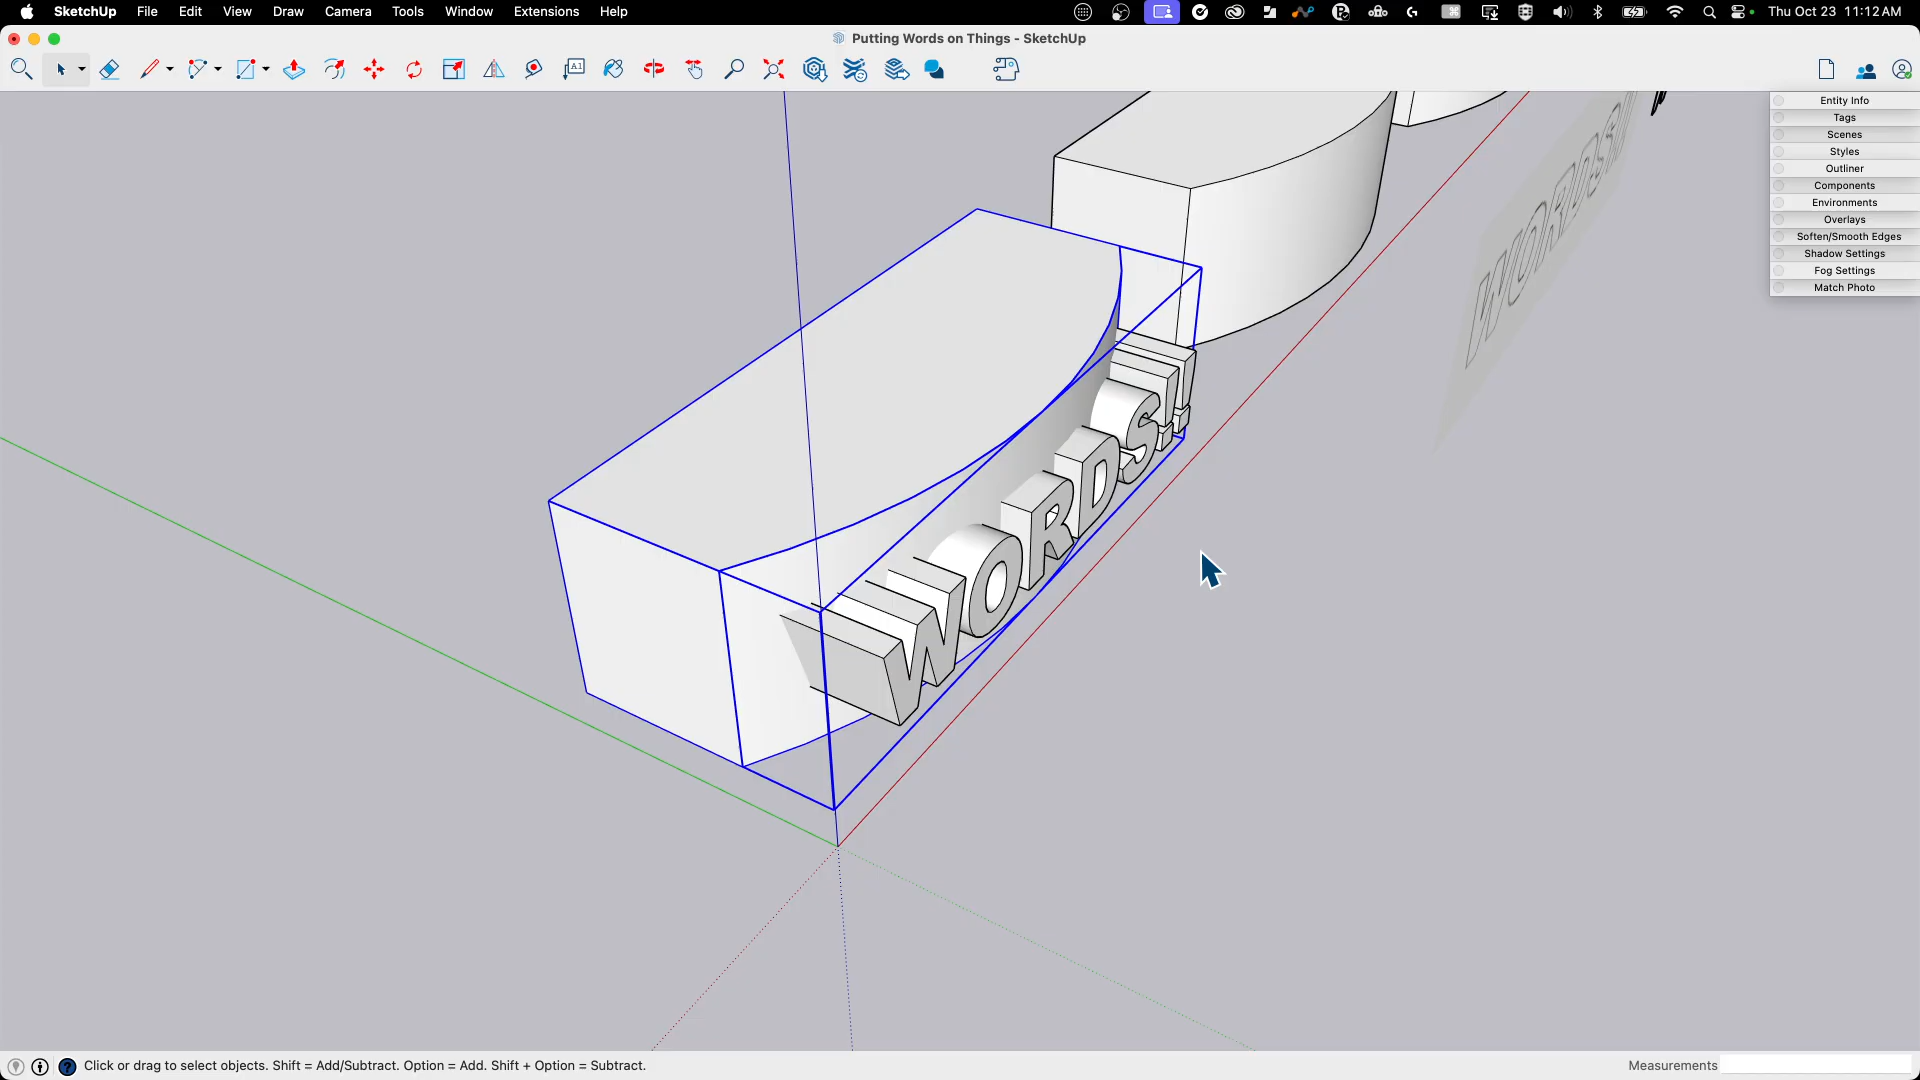 SketchUp File Edit View Draw Camera Tools Window Extensions Help Thu Oct 23 11:12 AM
Putting Words on Things - SketchUp
A1
Entity Info
Tags
Scenes
Styles
Outliner
Components
Environments
Overlays
Soften/Smooth Edges
Shadow Settings
Fog Settings
Match Photo
WORDS!!
WORDS!!
Click or drag to select objects. Shift = Add/Subtract. Option = Add. Shift + Option = Subtract. Measurements